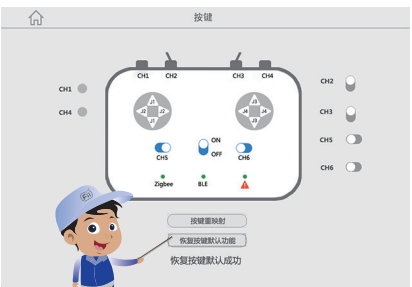 按键
CH1 CH2 CH3 CH4
CH1
CH4
J1
J2 J2
J1
J3
J4 J4
J3
ON
OFF
CH5
CH6
Zigbee BLE
CH2
CH3
CH5
CH6
Fii
按键重映射
恢复按键默认功能
恢复按键默认成功